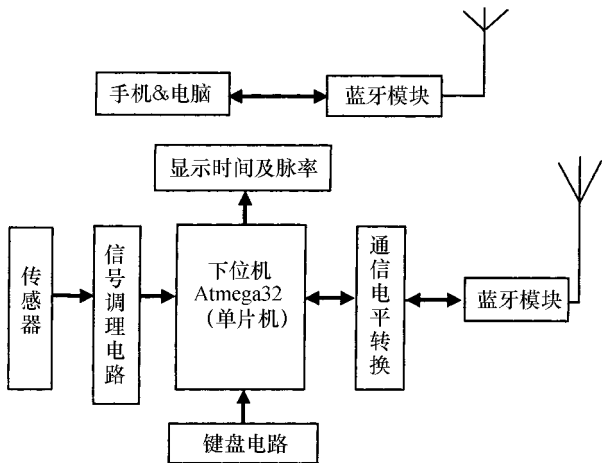 手机&电脑
蓝牙模块
显示时间及脉率
传感器
信号调理电路
下位机
Atmega32
（单片机）
通信电平转换
蓝牙模块
键盘电路